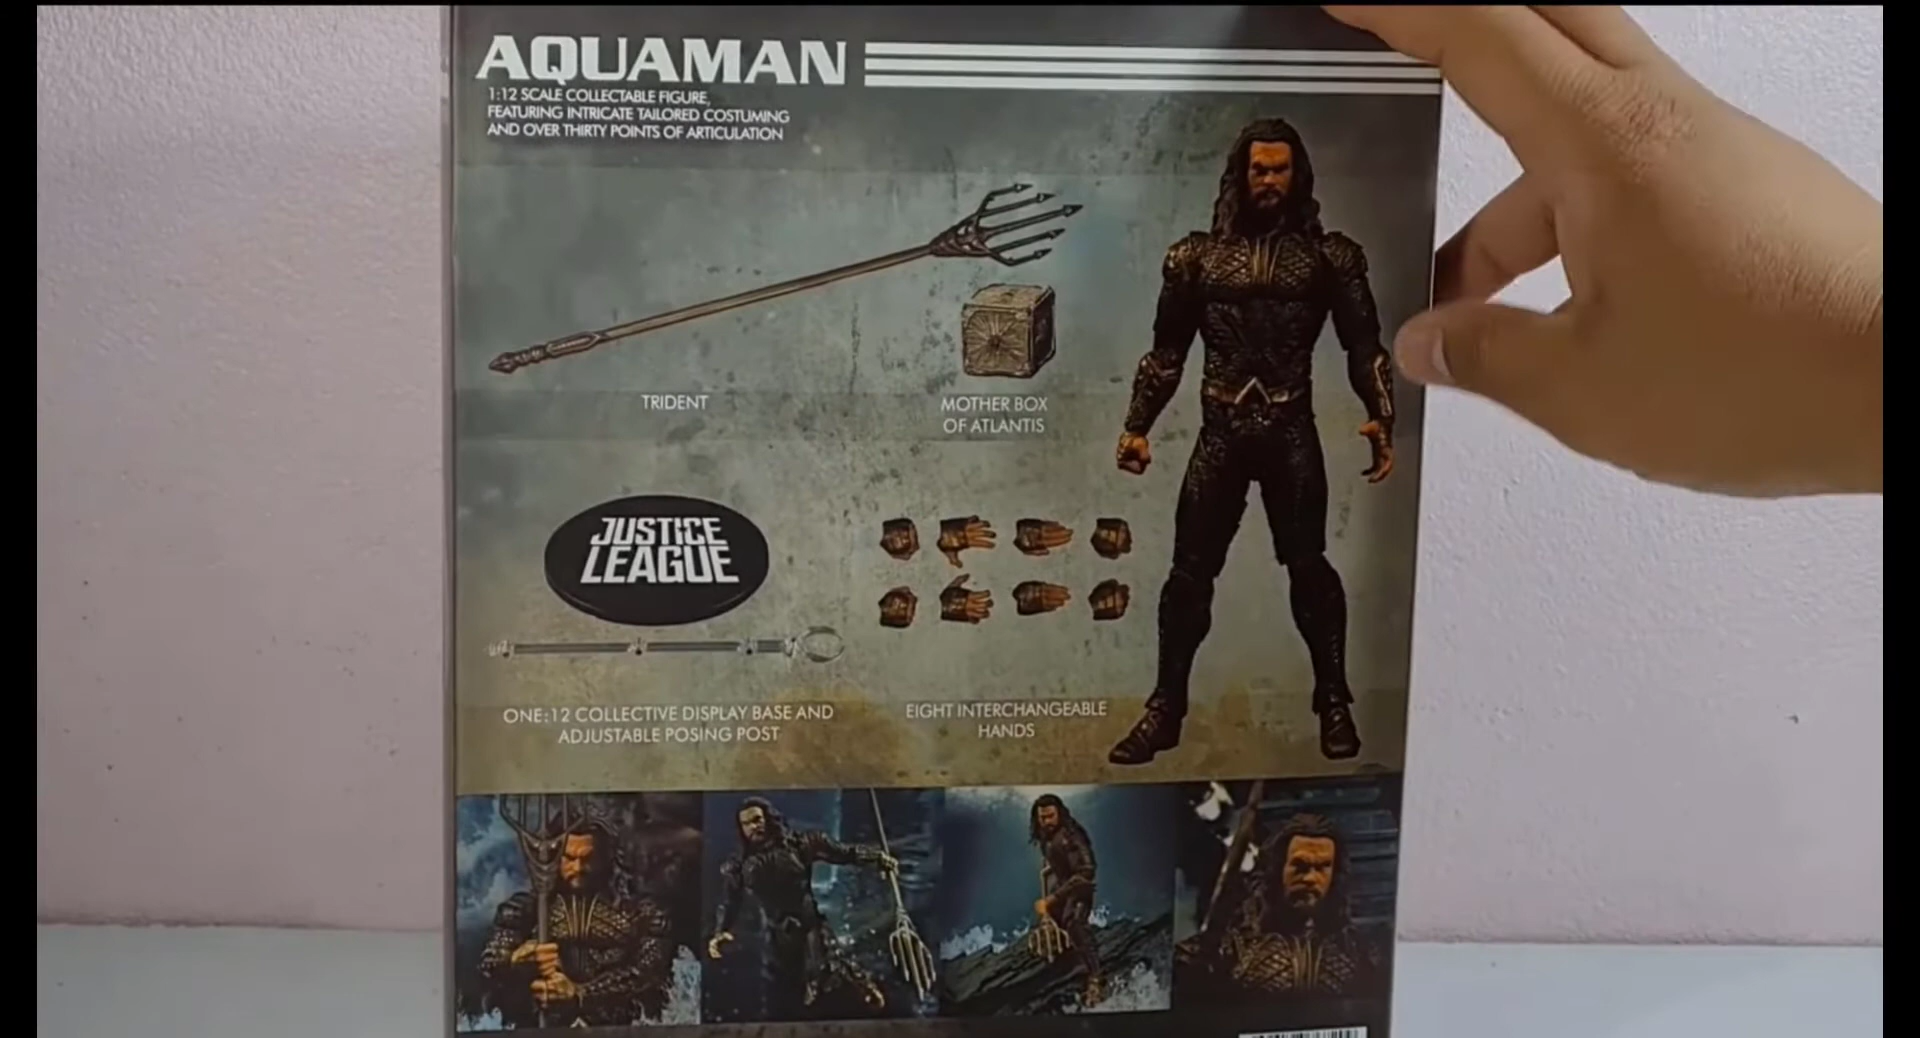 AQUAMAN
1:12 SCALE COLLECTABLE FIGURE,
FEATURING INTRICATE TAILORED COSTUMING
AND OVER THIRTY POINTS OF ARTICULATION
TRIDENT
MOTHER BOX
OF ATLANTIS
JUSTICE
LEAGUE
ONE:12 COLLECTIVE DISPLAY BASE AND
ADJUSTABLE POSING POST
EIGHT INTERCHANGEABLE
HANDS